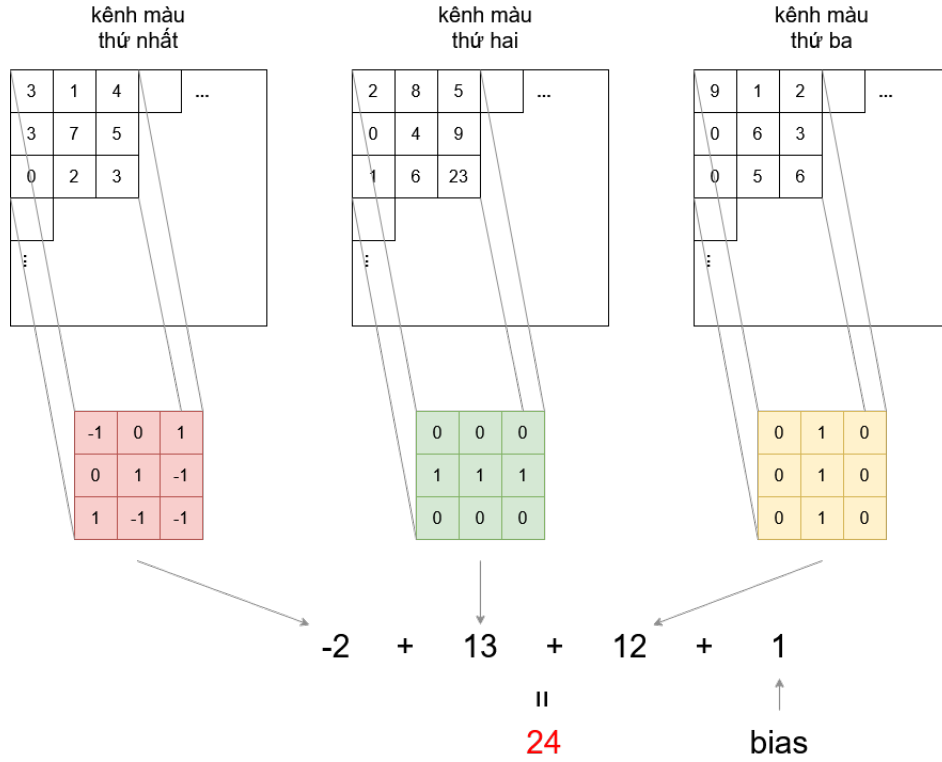 kênh màu
thứ nhất
kênh màu
thứ hai
kênh màu
thứ ba
3 1 4 ...
3 7 5
0 2 3
...
2 8 5 ...
0 4 9
1 6 23
...
9 1 2 ...
0 6 3
0 5 6
...
-1 0 1
0 1 -1
1 -1 -1
0 0 0
1 1 1
0 0 0
0 1 0
0 1 0
0 1 0
-2 + 13 + 12 + 1
=
24
bias